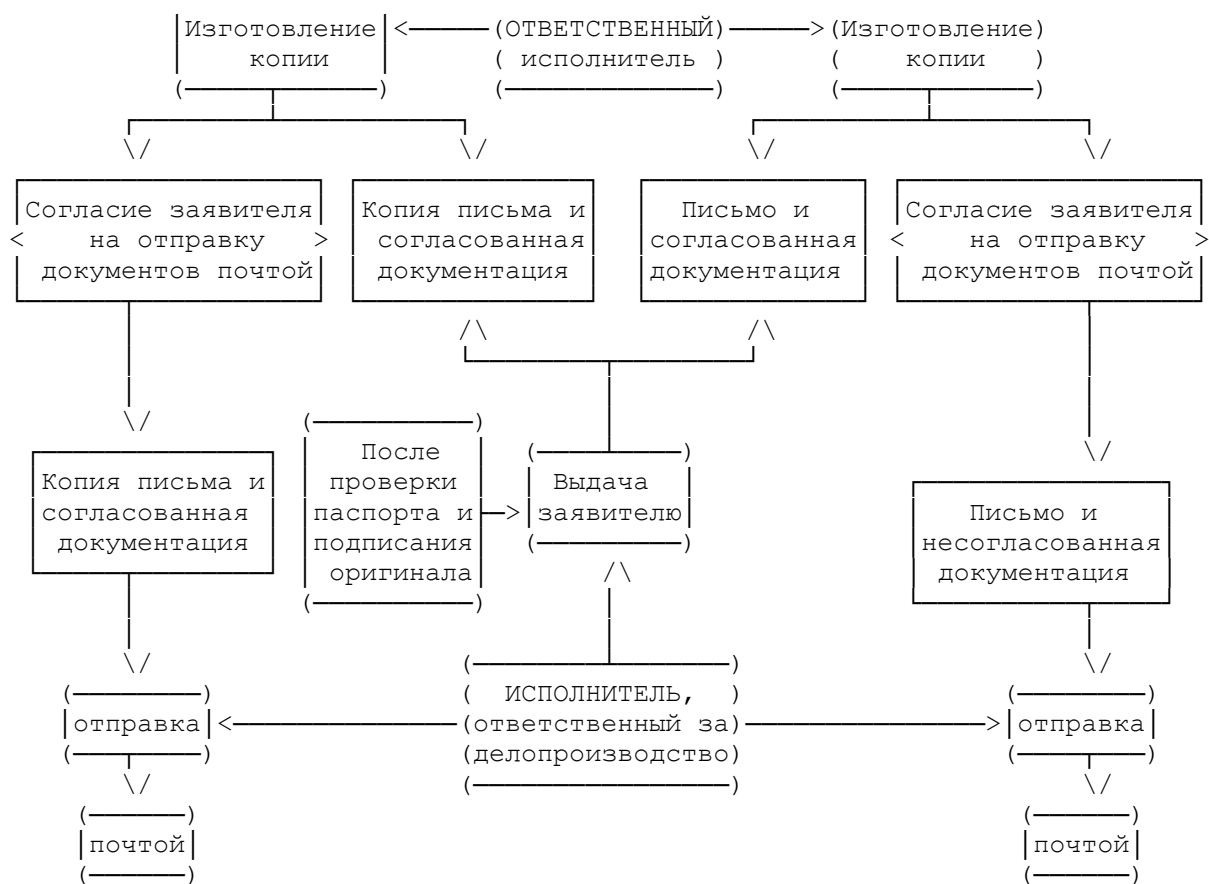 Изготовление
копии
(ОТВЕТСТВЕННЫЙ)
( исполнитель )
(Изготовление)
( копии )
Согласие заявителя
на отправку
документов почтой
Копия письма и
согласованная
документация
Письмо и
согласованная
документация
Согласие заявителя
на отправку
документов почтой
Копия письма и
согласованная
документация
После
проверки
паспорта и
подписания
оригинала
Выдача
заявителю
Письмо и
несогласованная
документация
отправка
( ИСПОЛНИТЕЛЬ, )
(ответственный за)
(делопроизводство)
отправка
почтой
почтой